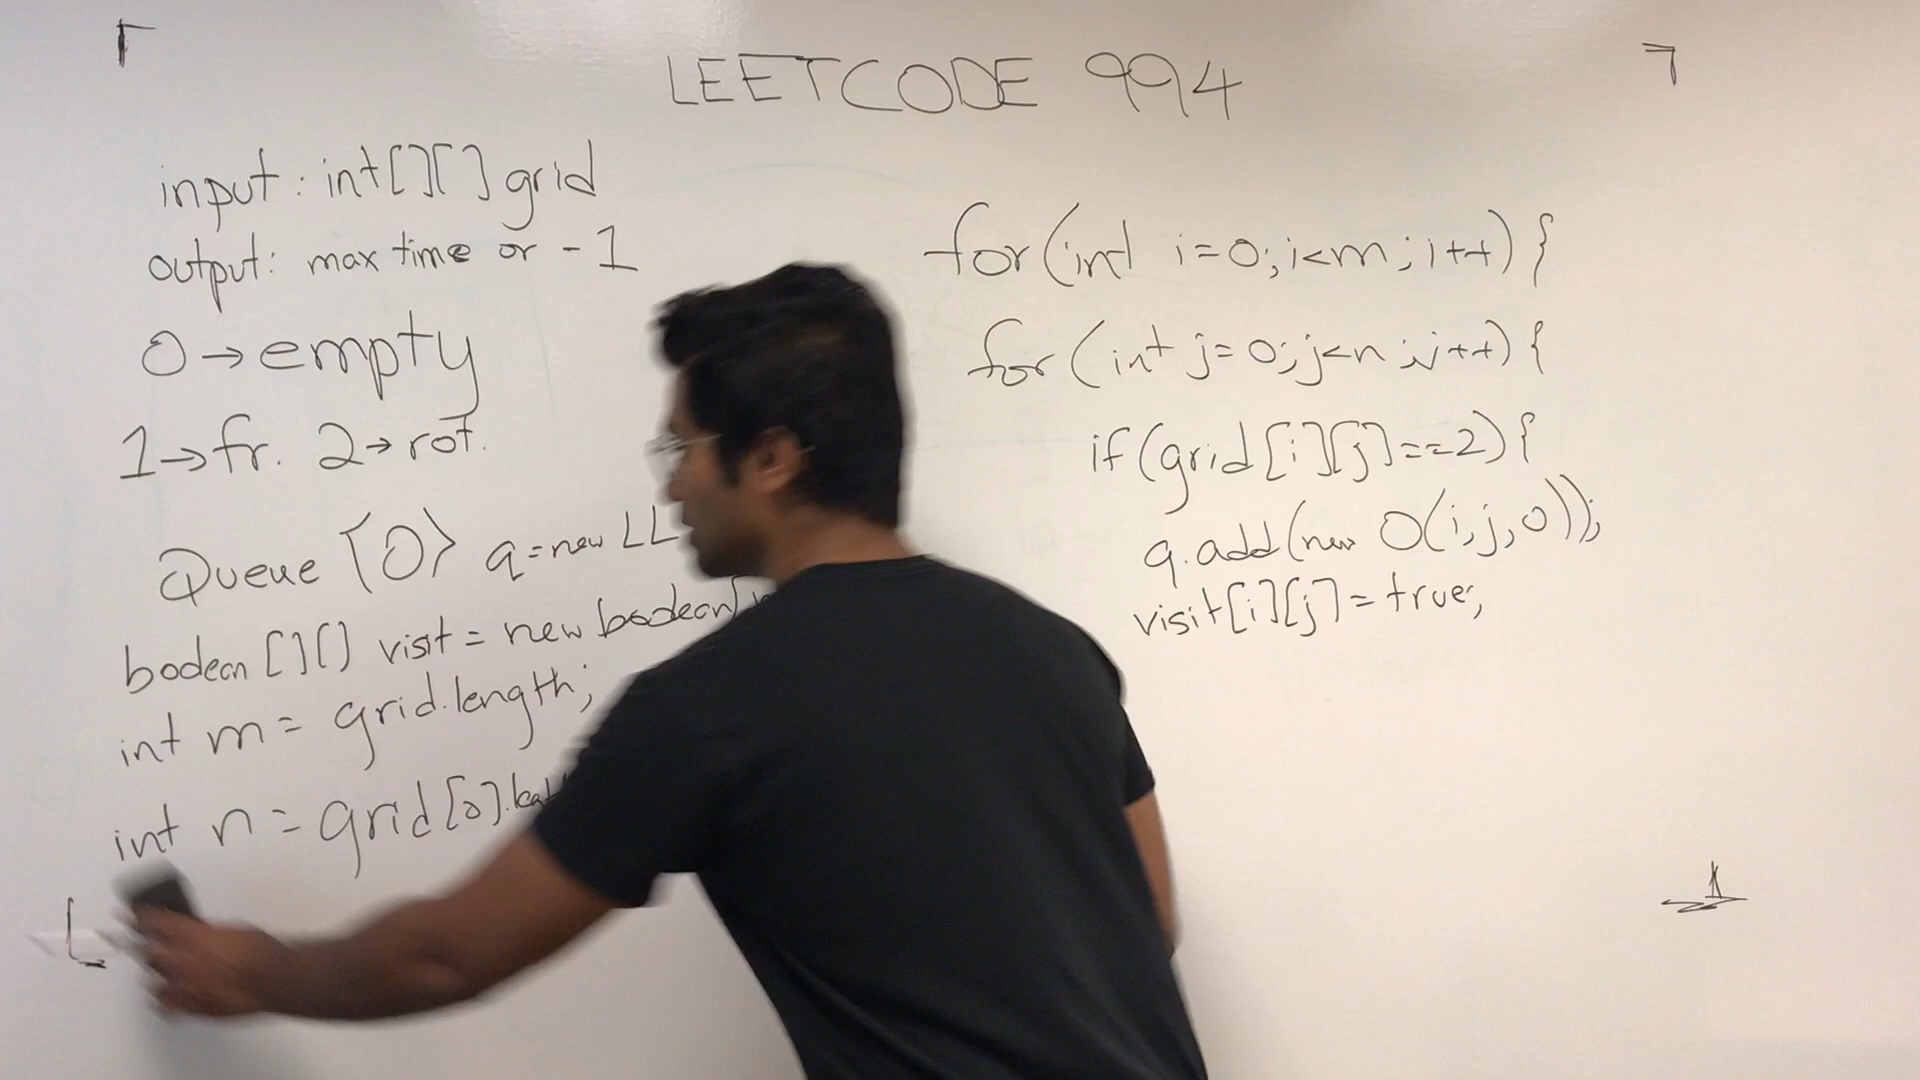 LEETCODE 994
input: int[][] grid
output: max time or -1
0→empty
1→fr. 2→rot.
Queue <O> q = new LL
boolean [][] visit = new boolean[
int m = grid.length;
int n = grid[0].
for(int i=0;i<m;i++){
for(int j=0;j<n;j++){
if(grid[i][j]==2){
q.add(new O(i,j,0));
visit[i][j]=true;